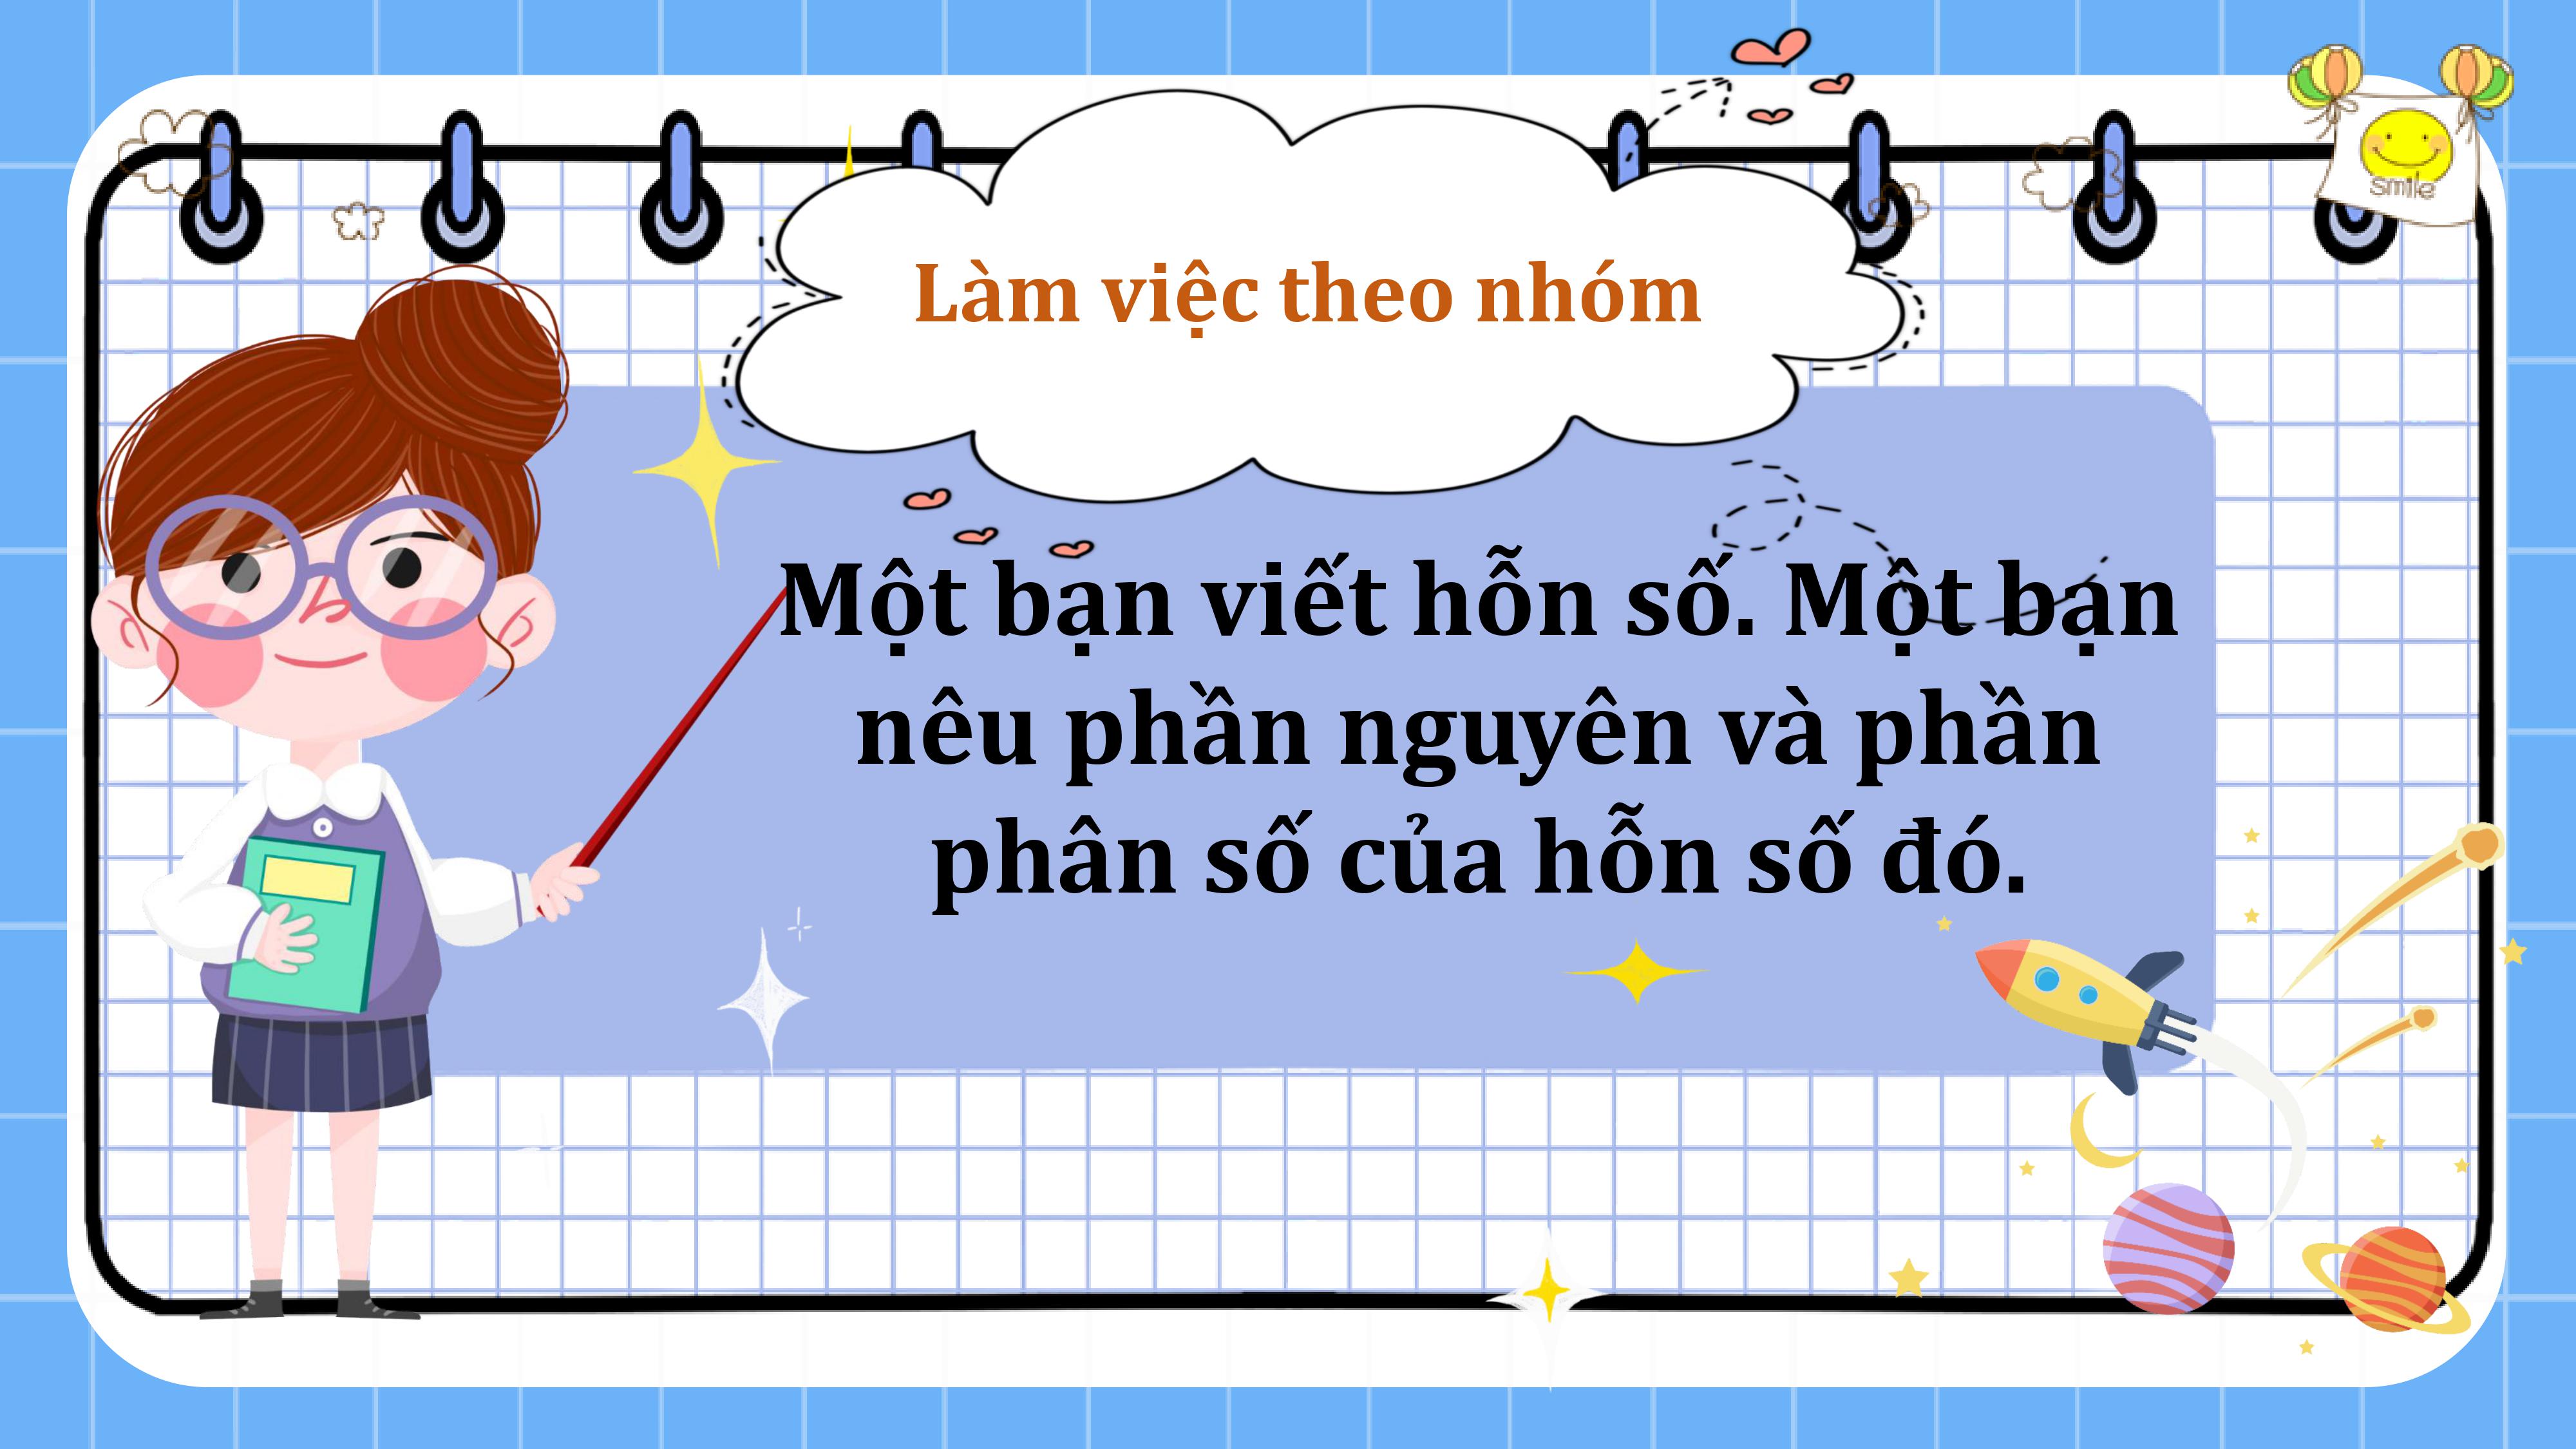 smile
Làm việc theo nhóm
Một bạn viết hỗn số. Một bạn
nêu phần nguyên và phần
phân số của hỗn số đó.